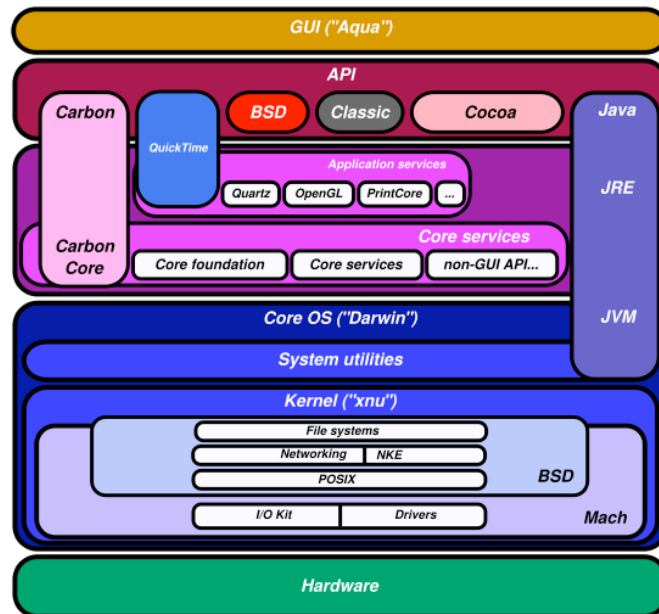 GUI ("Aqua")
API
Carbon
QuickTime
BSD
Classic
Cocoa
Java
Application services
Quartz
OpenGL
PrintCore
...
JRE
Carbon
Core
Core services
Core foundation
Core services
non-GUI API...
Core OS ("Darwin")
JVM
System utilities
Kernel ("xnu")
File systems
Networking
NKE
POSIX
BSD
I/O Kit
Drivers
Mach
Hardware